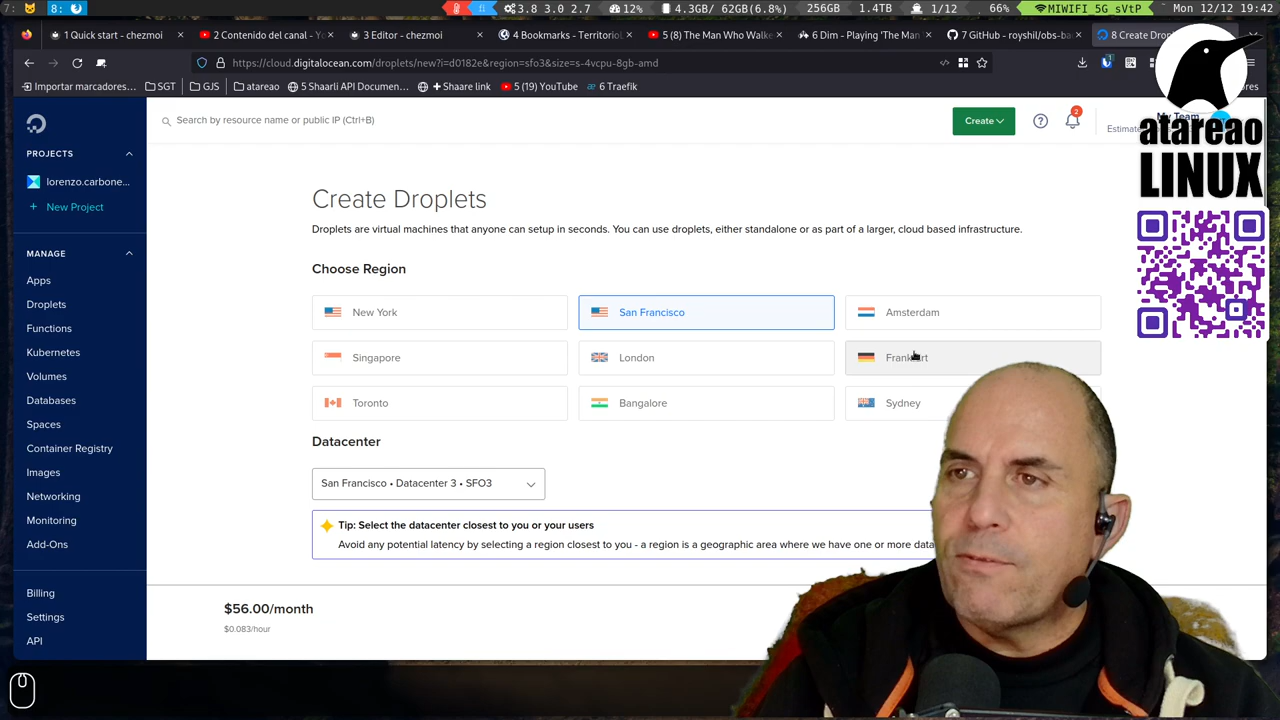 7: 8: 3.8 3.0 2.7 12% 4.3GB/ 62GB(6.8%) 256GB 1.4TB 1/12 66% MIWIFI 5G sVtP Mon 12/12 19:42
1 Quick start - chezmoi
2 Contenido del canal - Yo
3 Editor - chezmoi
4 Bookmarks - Territorio L
5 (8) The Man Who Walke
6 Dim - Playing 'The Man
7 GitHub - royshil/obs-ba
8 Create Drop
https://cloud.digitalocean.com/droplets/new?i=d0182e&region=sfo3&size=s-4vcpu-8gb-amd
Importar marcadores... SGT GJS atareao 5 Shaarli API Documen... Shaare link 5 (19) YouTube 6 Traefik
Search by resource name or public IP (Ctrl+B)
Create
2
My Team
Estimate
atareao
LINUX
PROJECTS
lorenzo.carbone...
+ New Project
MANAGE
Apps
Droplets
Functions
Kubernetes
Volumes
Databases
Spaces
Container Registry
Images
Networking
Monitoring
Add-Ons
Billing
Settings
API
Create Droplets
Droplets are virtual machines that anyone can setup in seconds. You can use droplets, either standalone or as part of a larger, cloud based infrastructure.
Choose Region
New York San Francisco Amsterdam
Singapore London Frankfurt
Toronto Bangalore Sydney
Datacenter
San Francisco • Datacenter 3 • SFO3
Tip: Select the datacenter closest to you or your users
Avoid any potential latency by selecting a region closest to you - a region is a geographic area where we have one or more data
$56.00/month
$0.083/hour